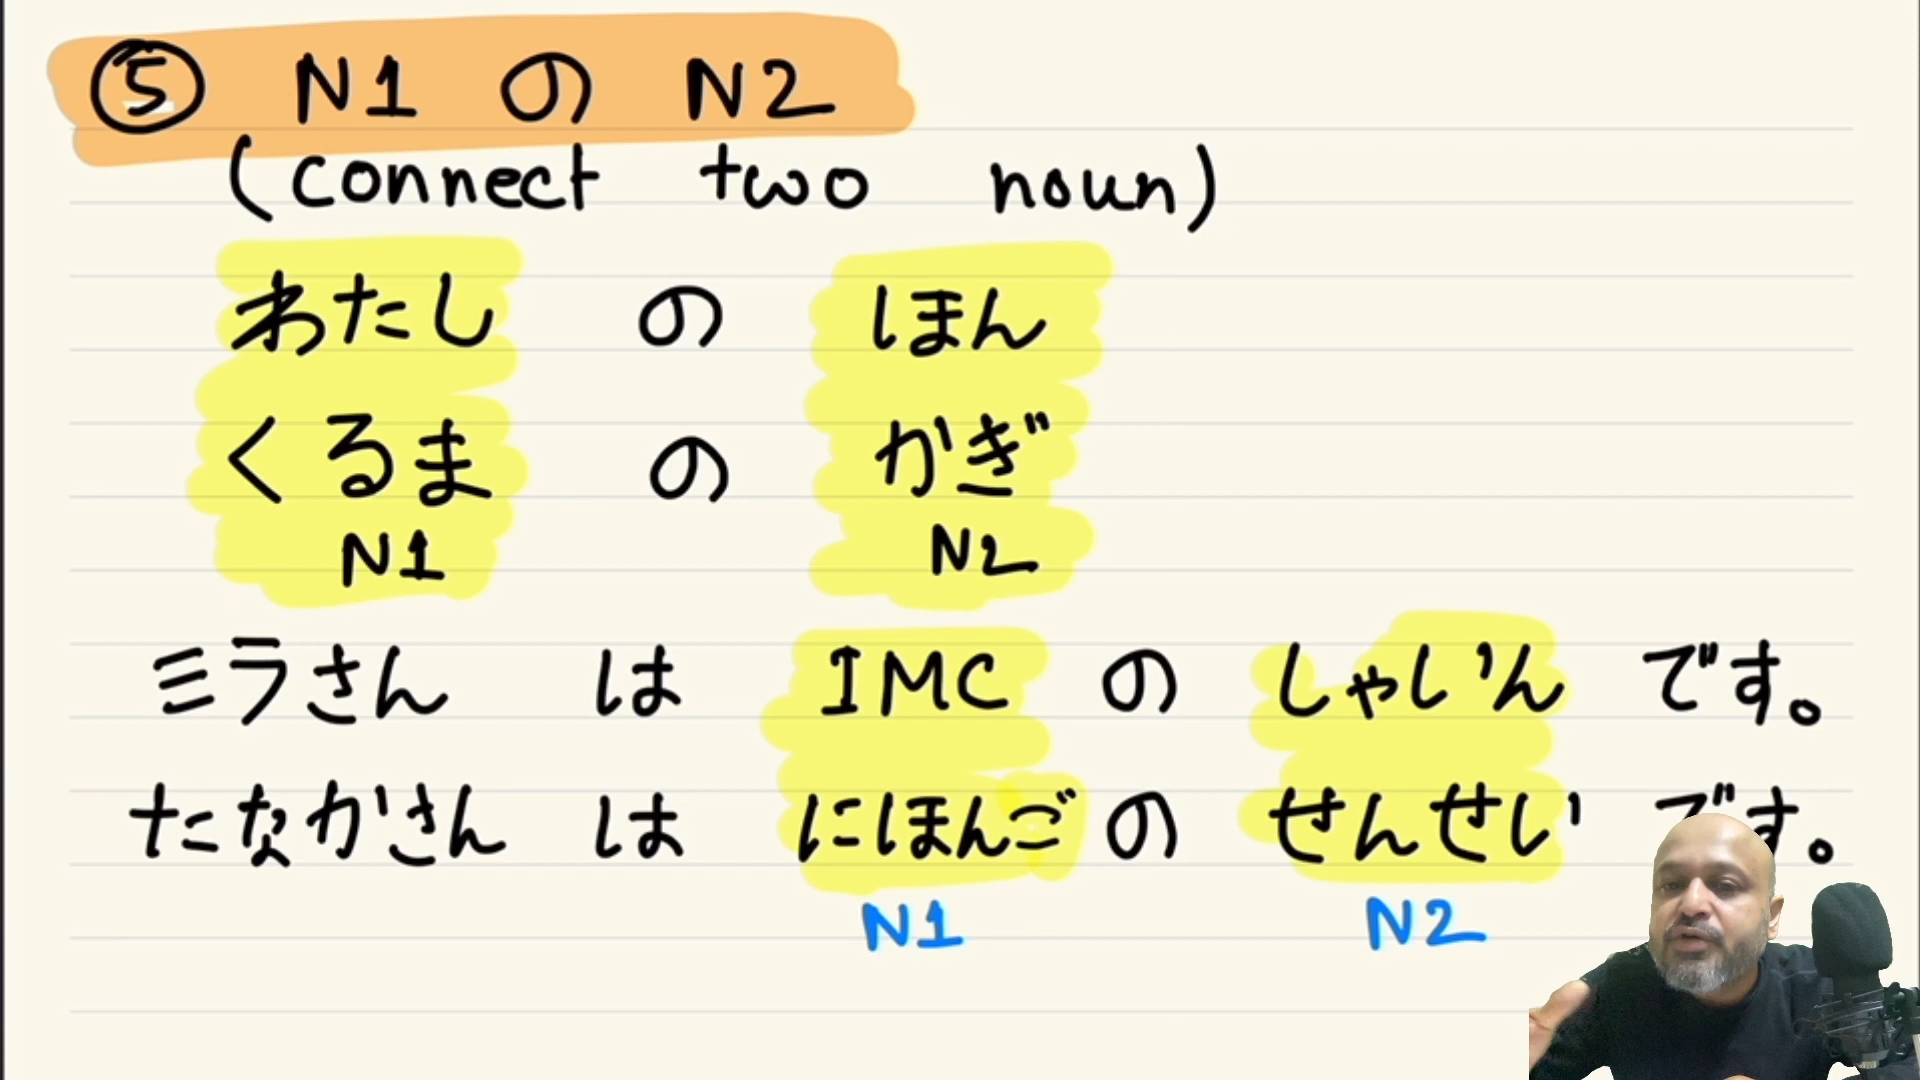 ⑤ N1 の N2
(connect two noun)
わたし の ほん
くるま の かぎ
N1 N2
ミラさん は IMC の しゃいん です。
たなかさん は にほんご の せんせい です。
N1 N2